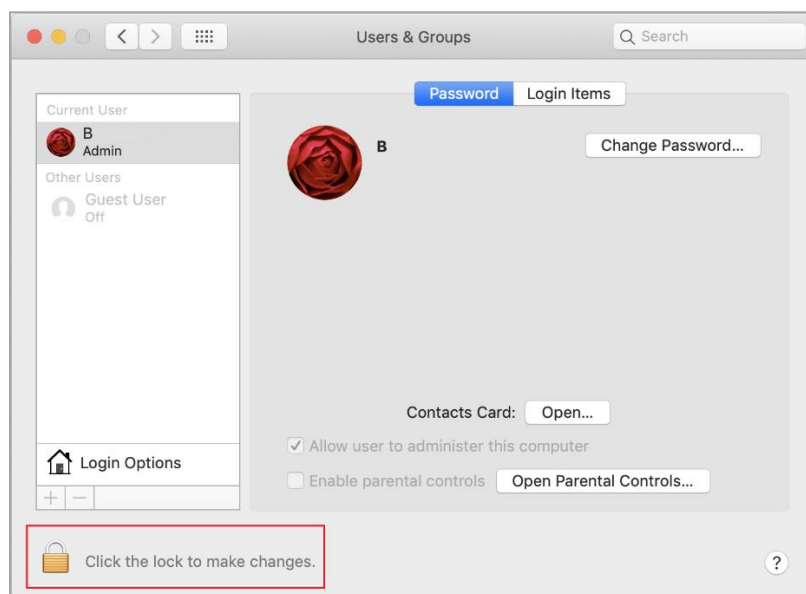 Users & Groups
Search
Password Login Items
Current User
B
Admin
Other Users
Guest User
Off
B
Change Password...
Contacts Card: Open...
Allow user to administer this computer
Enable parental controls Open Parental Controls...
Login Options
+ −
Click the lock to make changes.
?